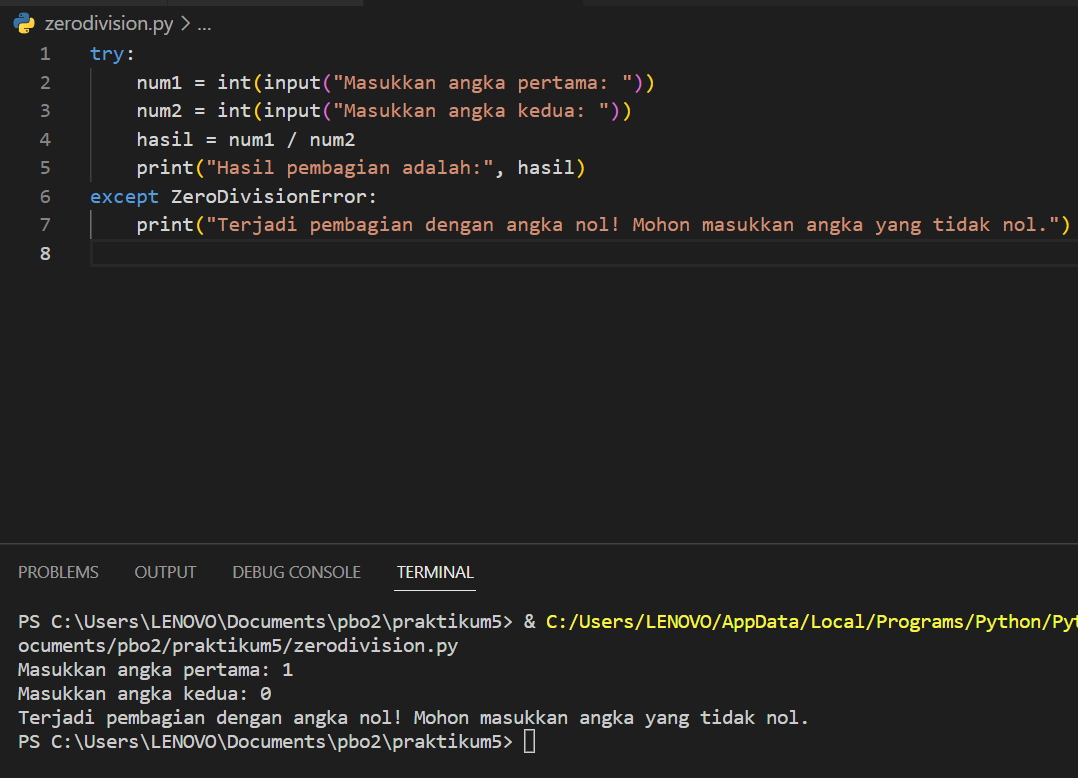 zerodivision.py > ...
1 try:
2     num1 = int(input("Masukkan angka pertama: "))
3     num2 = int(input("Masukkan angka kedua: "))
4     hasil = num1 / num2
5     print("Hasil pembagian adalah:", hasil)
6 except ZeroDivisionError:
7     print("Terjadi pembagian dengan angka nol! Mohon masukkan angka yang tidak nol.")
8
PROBLEMS OUTPUT DEBUG CONSOLE TERMINAL
PS C:\Users\LENOVO\Documents\pbo2\praktikum5> & C:/Users/LENOVO/AppData/Local/Programs/Python/Pyt
ocuments/pbo2/praktikum5/zerodivision.py
Masukkan angka pertama: 1
Masukkan angka kedua: 0
Terjadi pembagian dengan angka nol! Mohon masukkan angka yang tidak nol.
PS C:\Users\LENOVO\Documents\pbo2\praktikum5>